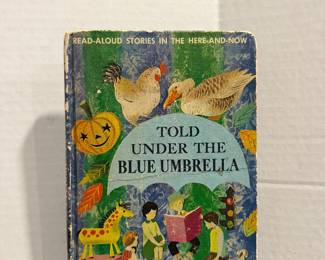 READ-ALOUD STORIES IN THE HERE-AND-NOW
TOLD
UNDER THE
BLUE UMBRELLA